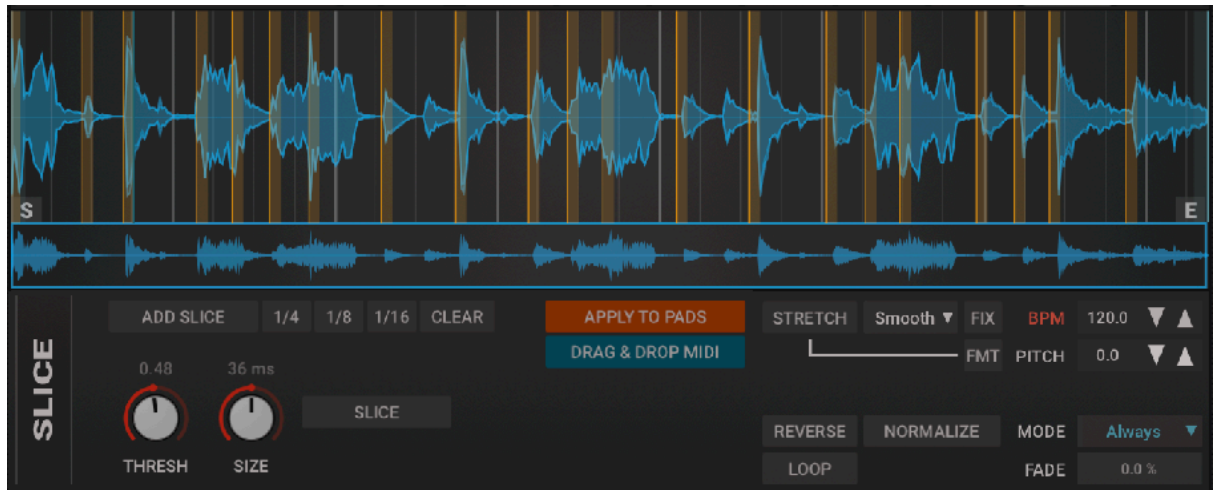 S
E
SLICE
ADD SLICE 1/4 1/8 1/16 CLEAR
APPLY TO PADS
DRAG & DROP MIDI
STRETCH Smooth FIX BPM 120.0
FMT PITCH 0.0
0.48 36 ms
SLICE
THRESH SIZE
REVERSE NORMALIZE MODE Always
LOOP FADE 0.0 %